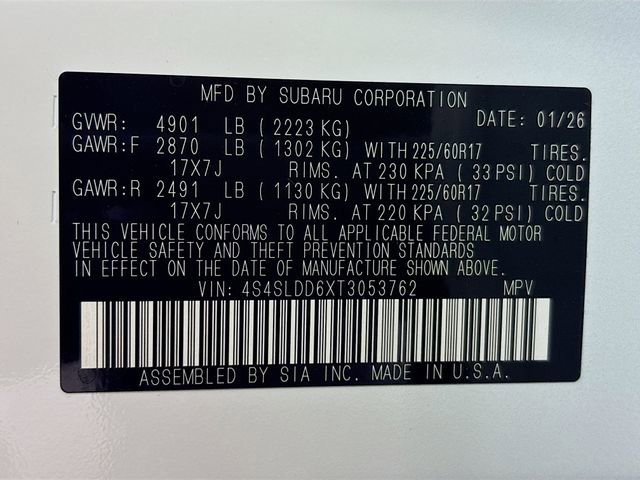 MFD BY SUBARU CORPORATION
GVWR: 4901 LB ( 2223 KG) DATE: 01/26
GAWR:F 2870 LB ( 1302 KG) WITH 225/60R17 TIRES.
17X7J RIMS. AT 230 KPA ( 33 PSI) COLD
GAWR:R 2491 LB ( 1130 KG) WITH 225/60R17 TIRES.
17X7J RIMS. AT 220 KPA ( 32 PSI) COLD
THIS VEHICLE CONFORMS TO ALL APPLICABLE FEDERAL MOTOR
VEHICLE SAFETY AND THEFT PREVENTION STANDARDS
IN EFFECT ON THE DATE OF MANUFACTURE SHOWN ABOVE.
VIN: 4S4SLDD6XT3053762 MPV
ASSEMBLED BY SIA INC. MADE IN U.S.A.